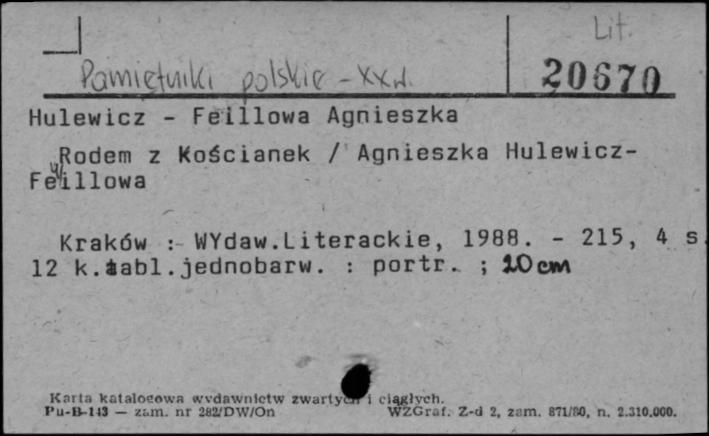 Lit.
Pamiętniki polskie - XX w.
20670
Hulewicz - Feillowa Agnieszka
w Rodem z Kościanek / Agnieszka Hulewicz-
Feillowa
Kraków :- WYdaw.Literackie, 1988. - 215, 4 s.
12 k.tabl.jednobarw. : portr. ; 20 cm
Karta katalogowa wydawnictw zwartych i ciągłych.
Pu-B-143 — zam. nr 282/DW/On WZGraf. Z-d 2, zam. 871/80, n. 2.310.000.